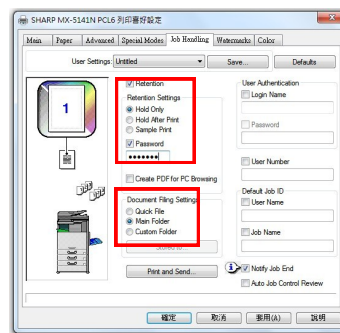 SHARP MX-5141N PCL6 列印喜好設定
Main Paper Advanced Special Modes Job Handling Watermarks Color
User Settings: Untitled Save... Defaults
1
Retention
Retention Settings
Hold Only
Hold After Print
Sample Print
Password
•••••••
Create PDF for PC Browsing
Document Filing Settings
Quick File
Main Folder
Custom Folder
Stored to...
Print and Send...
User Authentication
Login Name
Password
User Number
Default Job ID
User Name
Job Name
Notify Job End
Auto Job Control Review
確定 取消 套用(A) 說明